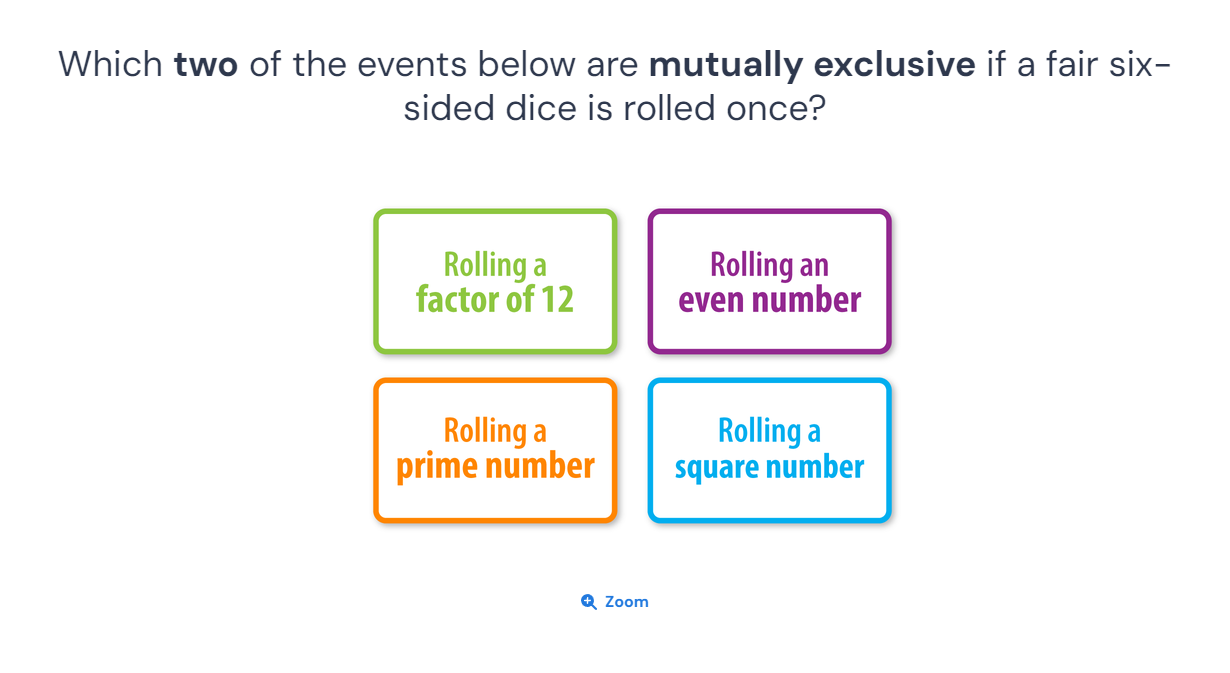 Which two of the events below are mutually exclusive if a fair six-
sided dice is rolled once?
Rolling a
factor of 12
Rolling an
even number
Rolling a
prime number
Rolling a
square number
Zoom